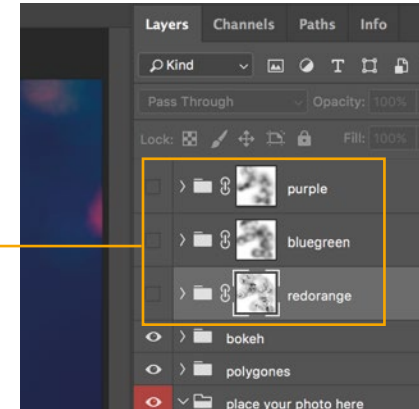 Layers Channels Paths Info
Kind T
Pass Through Opacity: 100%
Lock: Fill: 100%
purple
bluegreen
redorange
bokeh
polygones
place your photo here